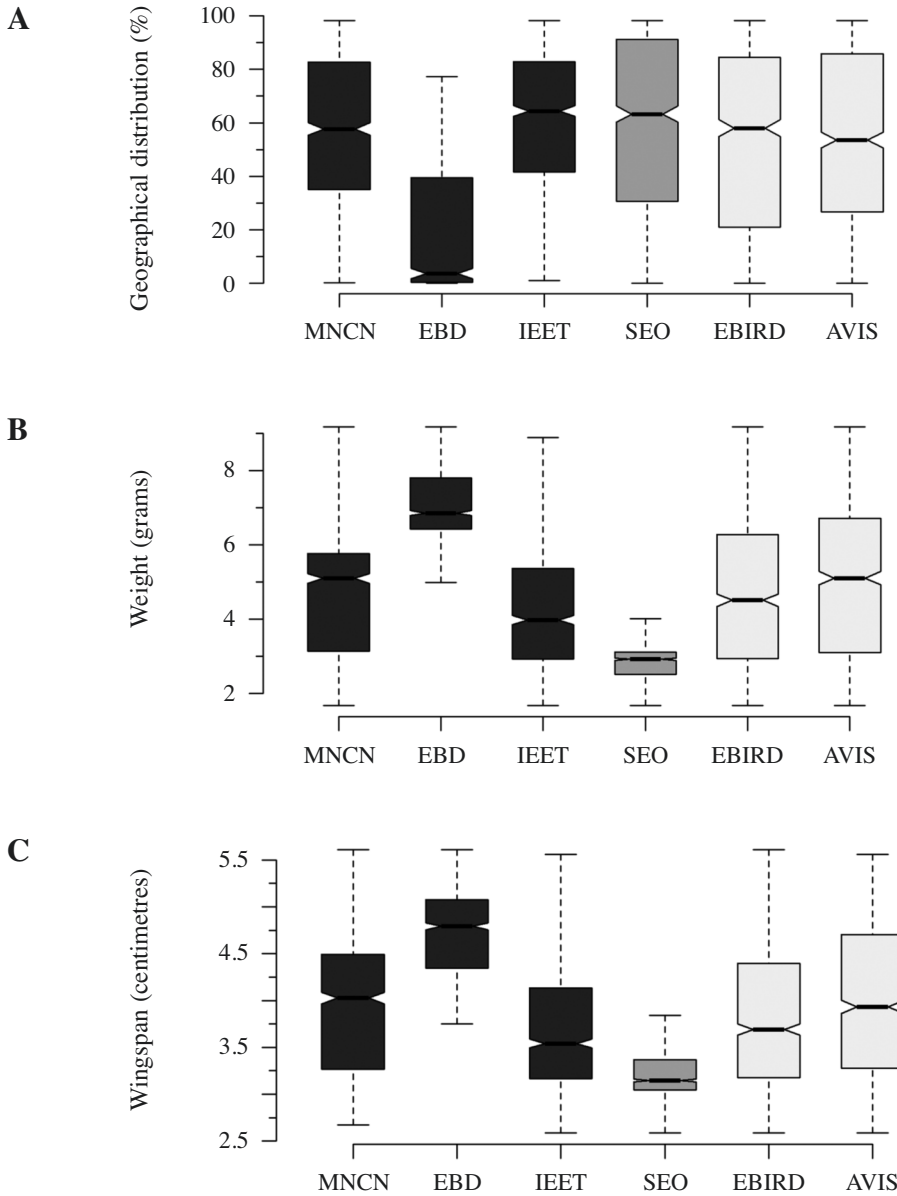 A
Geographical distribution (%)
100
80
60
40
20
0
MNCN EBD IEET SEO EBIRD AVIS
B
Weight (grams)
8
6
4
2
MNCN EBD IEET SEO EBIRD AVIS
C
Wingspan (centimetres)
5.5
4.5
3.5
2.5
MNCN EBD IEET SEO EBIRD AVIS